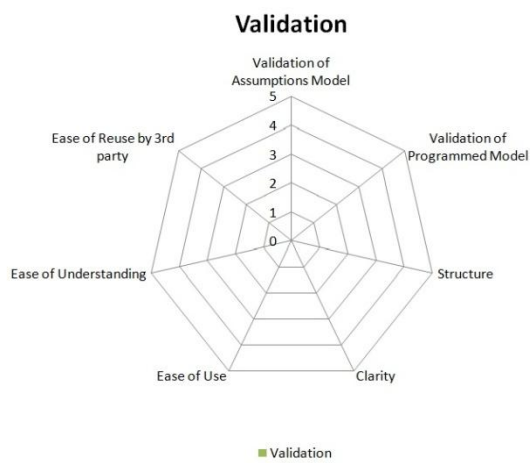 Validation
Validation of
Assumptions Model
5
4
3
2
1
0
Validation of
Programmed Model
Structure
Clarity
Ease of Use
Ease of Understanding
Ease of Reuse by 3rd
party
Validation